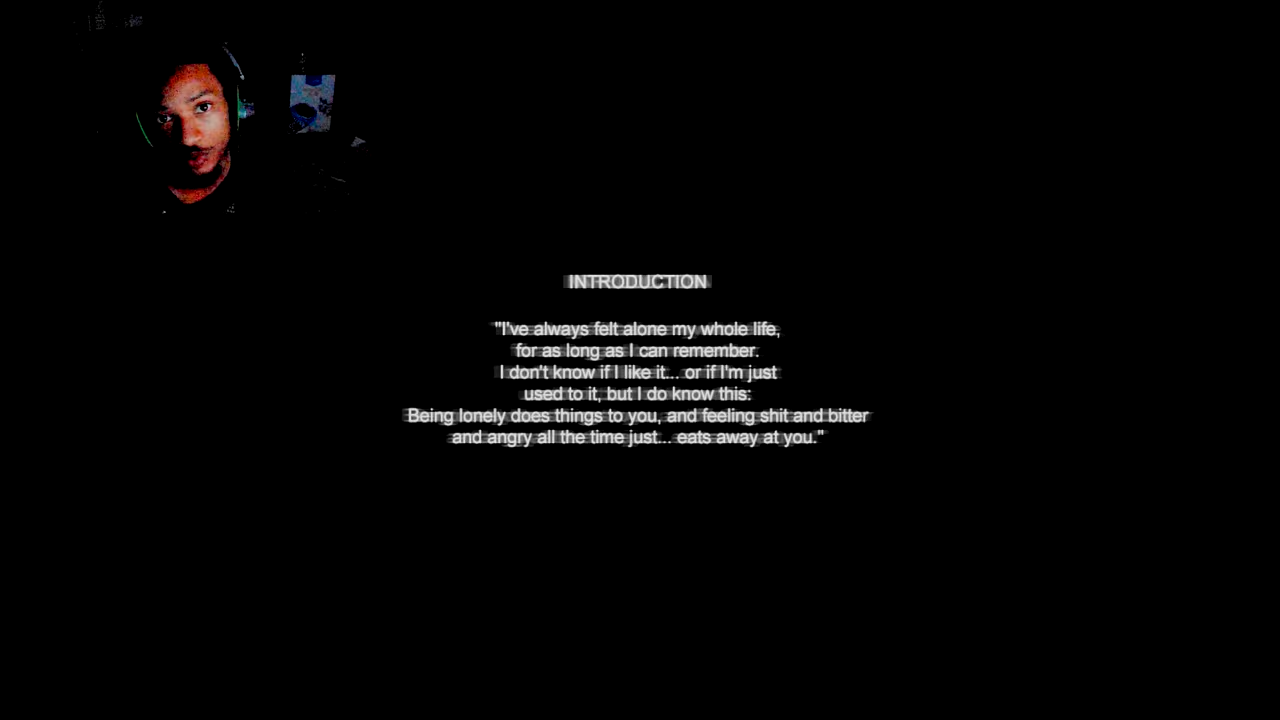 INTRODUCTION
"I've always felt alone my whole life,
for as long as I can remember.
I don't know if I like it... or if I'm just
used to it, but I do know this:
Being lonely does things to you, and feeling shit and bitter
and angry all the time just... eats away at you."